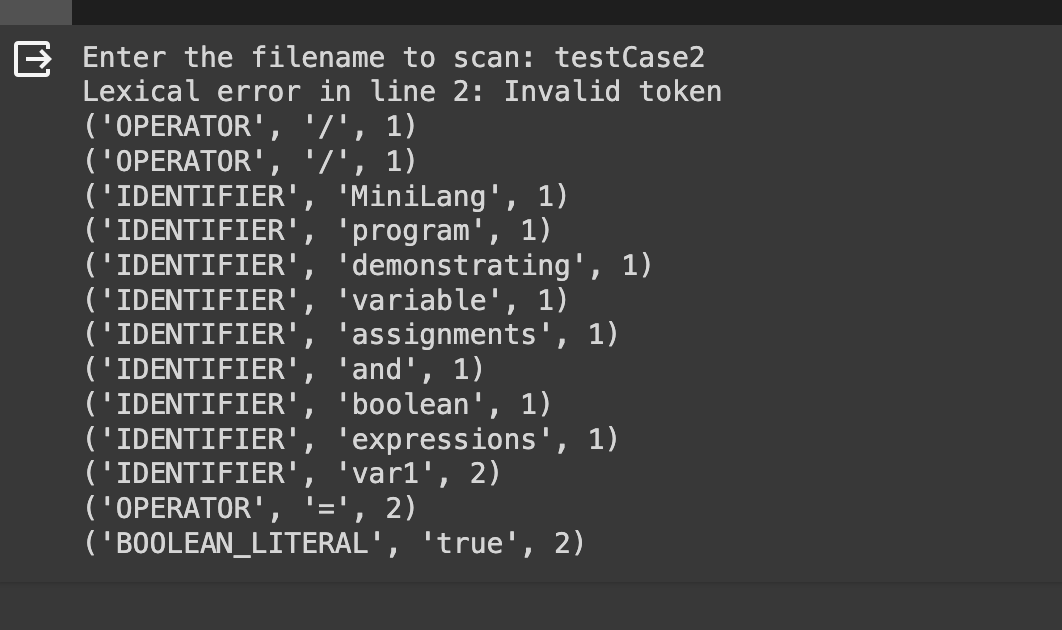 Enter the filename to scan: testCase2
Lexical error in line 2: Invalid token
('OPERATOR', '/', 1)
('OPERATOR', '/', 1)
('IDENTIFIER', 'MiniLang', 1)
('IDENTIFIER', 'program', 1)
('IDENTIFIER', 'demonstrating', 1)
('IDENTIFIER', 'variable', 1)
('IDENTIFIER', 'assignments', 1)
('IDENTIFIER', 'and', 1)
('IDENTIFIER', 'boolean', 1)
('IDENTIFIER', 'expressions', 1)
('IDENTIFIER', 'var1', 2)
('OPERATOR', '=', 2)
('BOOLEAN_LITERAL', 'true', 2)